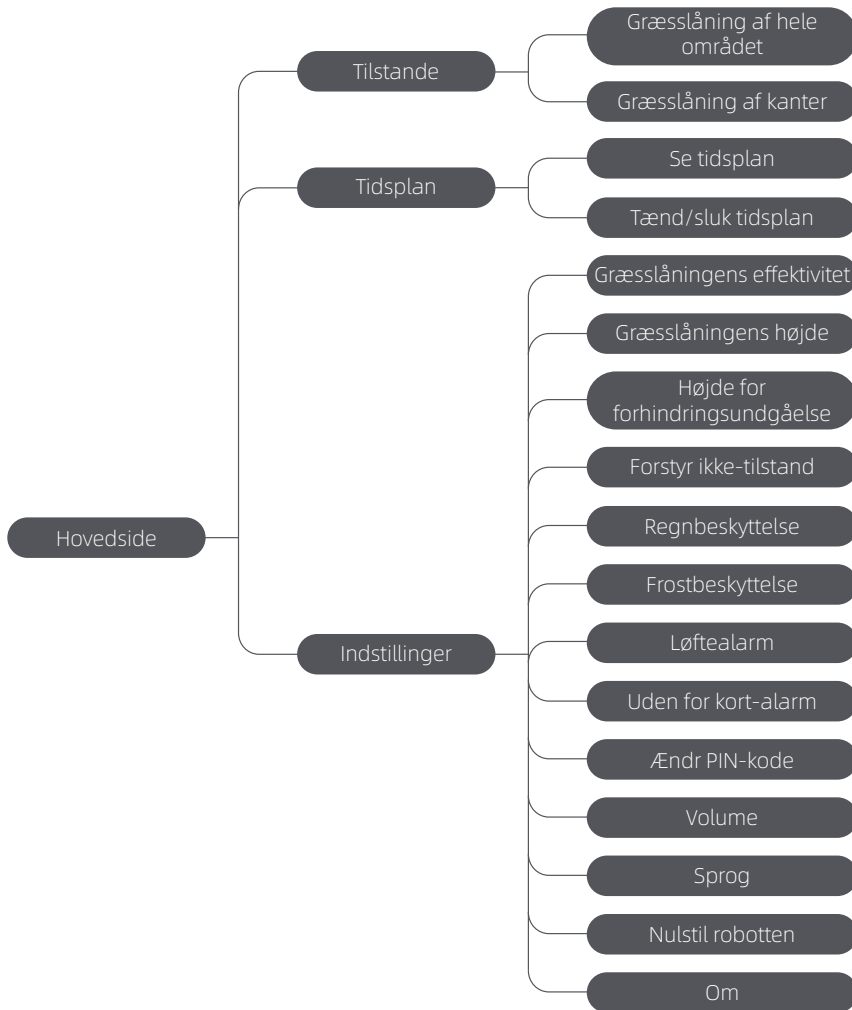 Hovedside
Tilstande
Græsslåning af hele
området
Græsslåning af kanter
Tidsplan
Se tidsplan
Tænd/sluk tidsplan
Indstillinger
Græsslåningens effektivitet
Græsslåningens højde
Højde for
forhindringsundgåelse
Forstyr ikke-tilstand
Regnbeskyttelse
Frostbeskyttelse
Løftealarm
Uden for kort-alarm
Ændr PIN-kode
Volume
Sprog
Nulstil robotten
Om